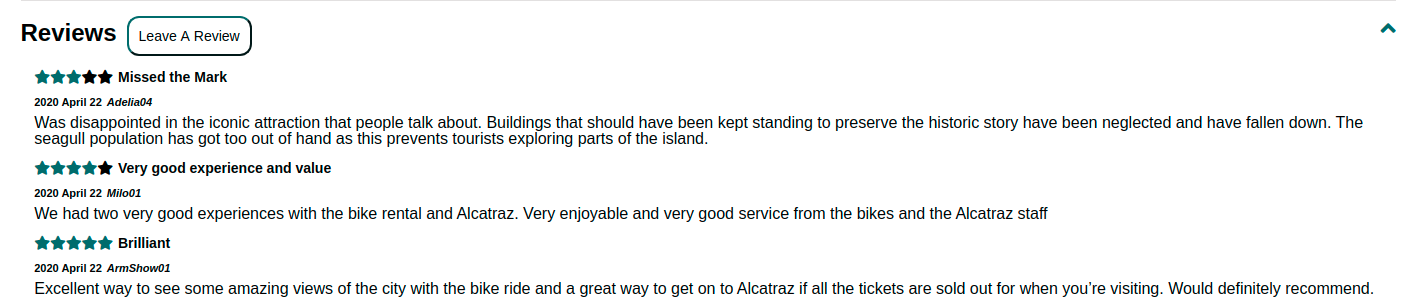 Reviews Leave A Review
Missed the Mark
2020 April 22 Adelia04
Was disappointed in the iconic attraction that people talk about. Buildings that should have been kept standing to preserve the historic story have been neglected and have fallen down. The
seagull population has got too out of hand as this prevents tourists exploring parts of the island.
Very good experience and value
2020 April 22 Milo01
We had two very good experiences with the bike rental and Alcatraz. Very enjoyable and very good service from the bikes and the Alcatraz staff
Brilliant
2020 April 22 ArmShow01
Excellent way to see some amazing views of the city with the bike ride and a great way to get on to Alcatraz if all the tickets are sold out for when you’re visiting. Would definitely recommend.